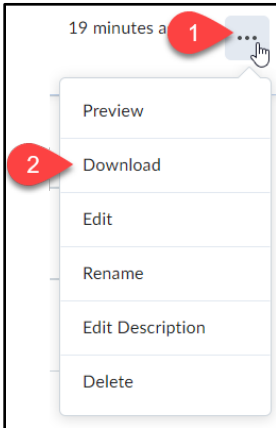 19 minutes a
1
...
Preview
2
Download
Edit
Rename
Edit Description
Delete